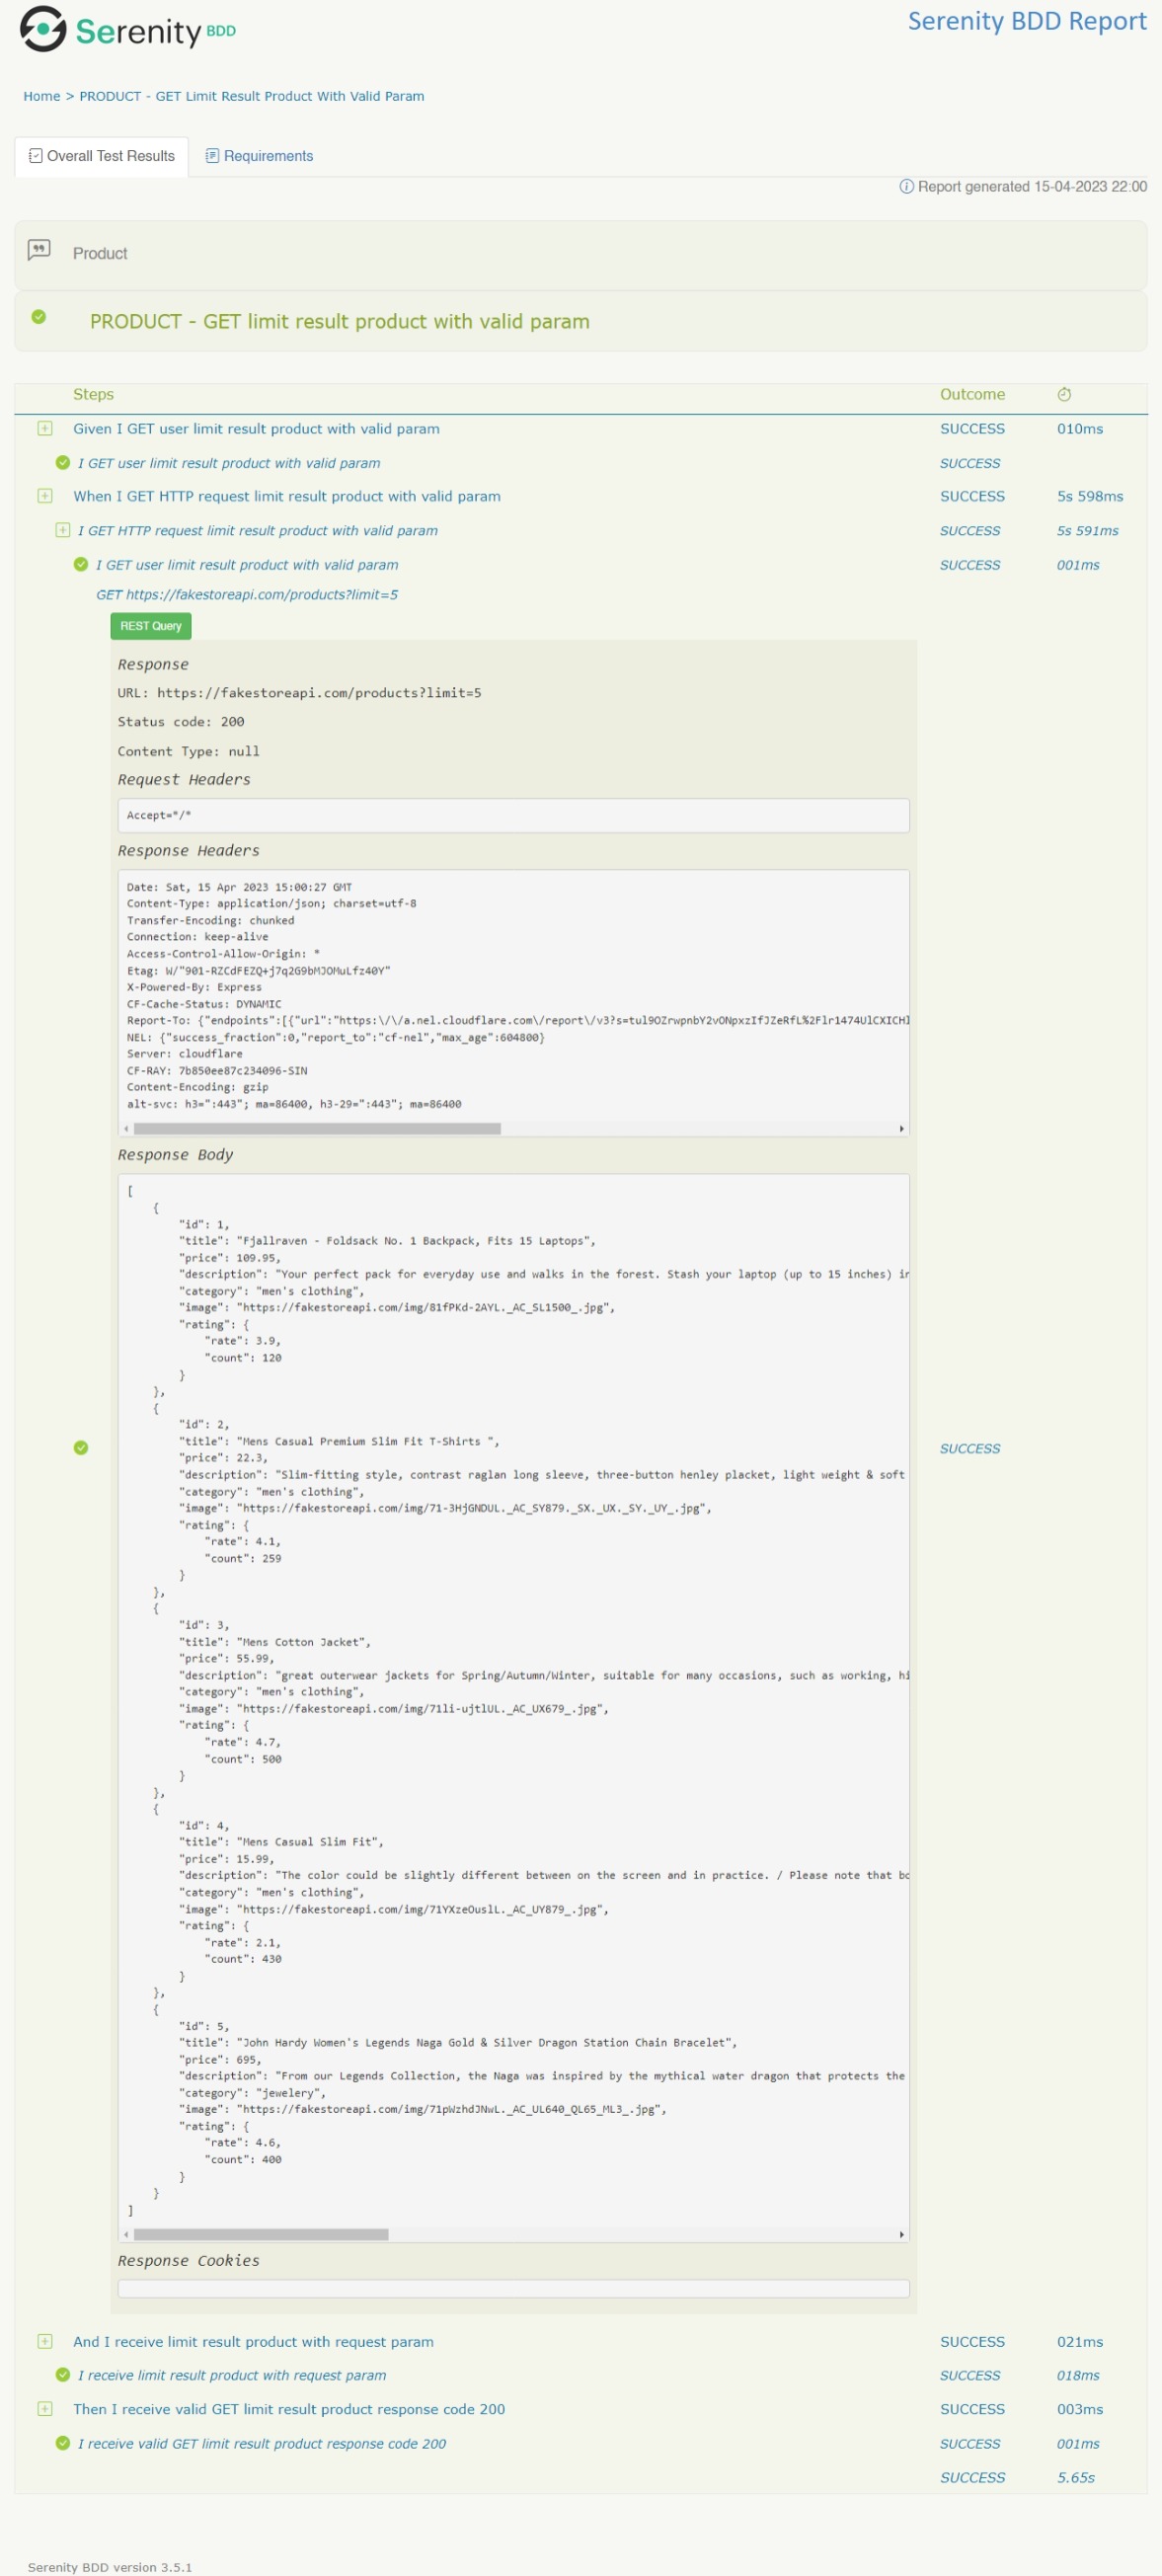 Serenity BDD
Serenity BDD Report
Home > PRODUCT - GET Limit Result Product With Valid Param
Overall Test Results
Requirements
Report generated 15-04-2023 22:00
Product
PRODUCT - GET limit result product with valid param
Steps Outcome
Given I GET user limit result product with valid param SUCCESS 010ms
I GET user limit result product with valid param SUCCESS
When I GET HTTP request limit result product with valid param SUCCESS 5s 598ms
I GET HTTP request limit result product with valid param SUCCESS 5s 591ms
I GET user limit result product with valid param SUCCESS 001ms
GET https://fakestoreapi.com/products?limit=5
REST Query
Response
URL: https://fakestoreapi.com/products?limit=5
Status code: 200
Content Type: null
Request Headers
Accept="/"
Response Headers
Date: Sat, 15 Apr 2023 15:00:27 GMT
Content-Type: application/json; charset=utf-8
Transfer-Encoding: chunked
Connection: keep-alive
Access-Control-Allow-Origin: *
Etag: W/"901-RZCdFEZQ+j7q2G9bMJOMuLfz40Y"
X-Powered-By: Express
CF-Cache-Status: DYNAMIC
Report-To: {"endpoints":[{"url":"https:\/\/a.nel.cloudflare.com\/report\/v3?s=tul9OZrwpnbY2vONpxzIfJZeRfL%2Flr1474UlCXICH
NEL: {"success_fraction":0,"report_to":"cf-nel","max_age":604800}
Server: cloudflare
CF-RAY: 7b850ee87c234096-SIN
Content-Encoding: gzip
alt-svc: h3=":443"; ma=86400, h3-29=":443"; ma=86400
Response Body
[
{
"id": 1,
"title": "Fjallraven - Foldsack No. 1 Backpack, Fits 15 Laptops",
"price": 109.95,
"description": "Your perfect pack for everyday use and walks in the forest. Stash your laptop (up to 15 inches) in
"category": "men's clothing",
"image": "https://fakestoreapi.com/img/81fPKd-2AYL._AC_SL1500_.jpg",
"rating": {
"rate": 3.9,
"count": 120
}
},
{
"id": 2,
"title": "Mens Casual Premium Slim Fit T-Shirts ",
"price": 22.3,
"description": "Slim-fitting style, contrast raglan long sleeve, three-button henley placket, light weight & soft
"category": "men's clothing",
"image": "https://fakestoreapi.com/img/71-3HjGNDUL._AC_SY879._SX._UX._SY._UY_.jpg",
"rating": {
"rate": 4.1,
"count": 259
}
},
SUCCESS
{
"id": 3,
"title": "Mens Cotton Jacket",
"price": 55.99,
"description": "great outerwear jackets for Spring/Autumn/Winter, suitable for many occasions, such as working, hi
"category": "men's clothing",
"image": "https://fakestoreapi.com/img/71li-ujtlUL._AC_UX679_.jpg",
"rating": {
"rate": 4.7,
"count": 500
}
},
{
"id": 4,
"title": "Mens Casual Slim Fit",
"price": 15.99,
"description": "The color could be slightly different between on the screen and in practice. / Please note that bo
"category": "men's clothing",
"image": "https://fakestoreapi.com/img/71YXzeOuslL._AC_UY879_.jpg",
"rating": {
"rate": 2.1,
"count": 430
}
},
{
"id": 5,
"title": "John Hardy Women's Legends Naga Gold & Silver Dragon Station Chain Bracelet",
"price": 695,
"description": "From our Legends Collection, the Naga was inspired by the mythical water dragon that protects the
"category": "jewelery",
"image": "https://fakestoreapi.com/img/71pWzhdJNwL._AC_UL640_QL65_ML3_.jpg",
"rating": {
"rate": 4.6,
"count": 400
}
}
]
Response Cookies
And I receive limit result product with request param SUCCESS 021ms
I receive limit result product with request param SUCCESS 018ms
Then I receive valid GET limit result product response code 200 SUCCESS 003ms
I receive valid GET limit result product response code 200 SUCCESS 001ms
SUCCESS 5.65s
Serenity BDD version 3.5.1